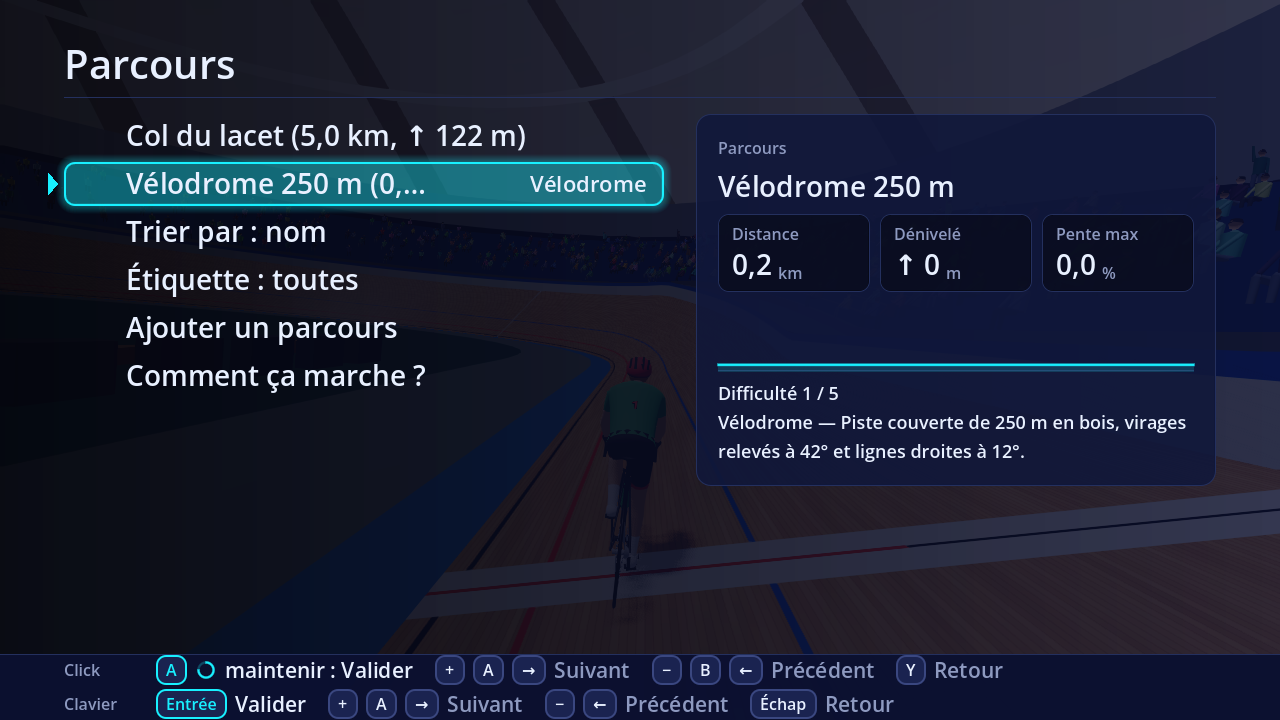 Parcours
Col du lacet (5,0 km, ↑ 122 m)
Vélodrome 250 m (0,... Vélodrome
Trier par : nom
Étiquette : toutes
Ajouter un parcours
Comment ça marche ?
Parcours
Vélodrome 250 m
Distance Dénivelé Pente max
0,2 km ↑ 0 m 0,0 %
Difficulté 1 / 5
Vélodrome — Piste couverte de 250 m en bois, virages
relevés à 42° et lignes droites à 12°.
Click A maintenir : Valider + A → Suivant − B ← Précédent Y Retour
Clavier Entrée Valider + A → Suivant − ← Précédent Échap Retour